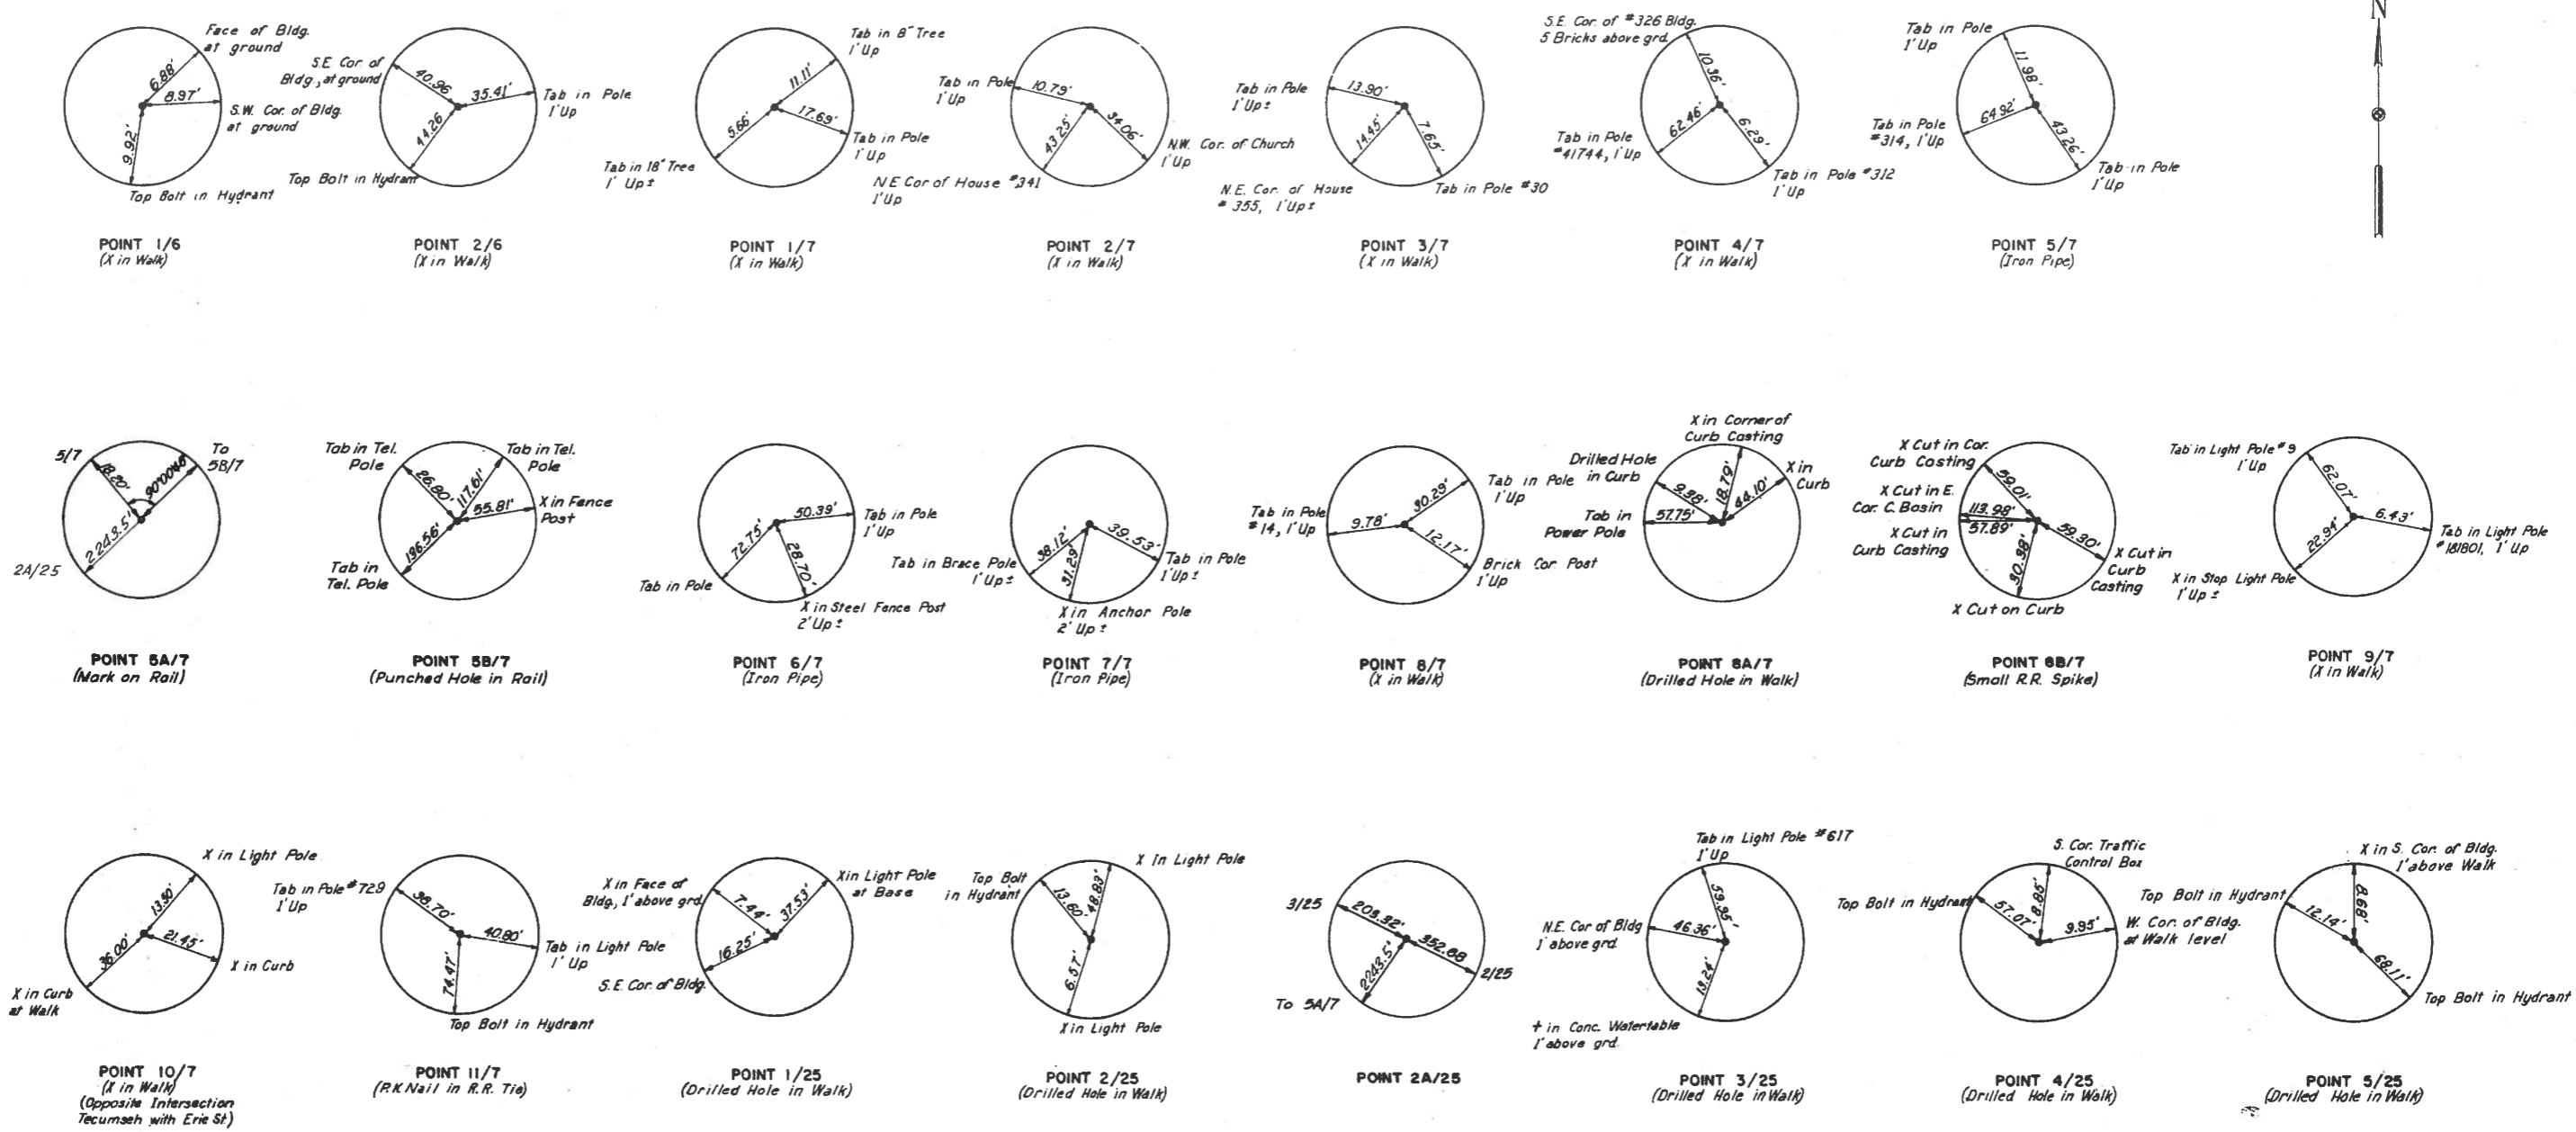 N
Face of Bldg.
at ground
6.88'
8.97'
S.W. Cor. of Bldg.
at ground
9.92'
Top Bolt in Hydrant
POINT 1/6
(X in Walk)
S.E. Cor of
Bldg., at ground
40.96
35.41'
Tab in Pole
1' Up
44.26
Top Bolt in Hydrant
POINT 2/6
(X in Walk)
Tab in 8" Tree
1' Up
11.11'
17.69'
Tab in Pole
1' Up
5.66'
Tab in 18" Tree
1' Up±
POINT 1/7
(X in Walk)
Tab in Pole
1' Up
10.79'
34.06'
N.W. Cor. of Church
1' Up
43.25'
N E Cor of House #341
1' Up
POINT 2/7
(X in Walk)
Tab in Pole
1' Up±
13.90'
14.45'
7.65'
N.E. Cor. of House
# 355, 1' Up±
Tab in Pole #30
POINT 3/7
(X in Walk)
S.E. Cor of #326 Bldg.
5 Bricks above grd.
10.36'
62.46'
6.29'
Tab in Pole
#41744, 1' Up
Tab in Pole #312
1' Up
POINT 4/7
(X in Walk)
Tab in Pole
1' Up
11.98'
64.92'
43.26'
Tab in Pole
#314, 1' Up
Tab in Pole
1' Up
POINT 5/7
(Iron Pipe)
5/7
18.20'
90°00'48"
To
5B/7
2243.5'
2A/25
POINT 5A/7
(Mark on Rail)
Tab in Tel.
Pole
26.80'
117.61'
Tab in Tel.
Pole
55.81'
X in Fence
Post
196.56'
Tab in
Tel. Pole
POINT 5B/7
(Punched Hole in Rail)
50.39'
Tab in Pole
1' Up
72.75'
28.70'
Tab in Pole
X in Steel Fence Post
2' Up±
POINT 6/7
(Iron Pipe)
38.12'
39.53'
31.29'
Tab in Brace Pole
1' Up±
Tab in Pole
1' Up±
X in Anchor Pole
2' Up±
POINT 7/7
(Iron Pipe)
30.29'
Tab in Pole
1' Up
Tab in Pole
#14, 1' Up
9.78'
12.17'
Brick Cor. Post
1' Up
POINT 8/7
(X in Walk)
X in Corner of
Curb Casting
Drilled Hole
in Curb
9.98'
18.79'
44.10'
X in
Curb
Tab in
Power Pole
57.75'
POINT 8A/7
(Drilled Hole in Walk)
X Cut in Cor.
Curb Casting
59.01'
X Cut in E.
Cor. C. Basin
113.98'
57.89'
X Cut in
Curb Casting
59.30'
X Cut in
Curb
Casting
30.98'
X Cut on Curb
POINT 8B/7
(Small R.R. Spike)
Tab in Light Pole #9
1' Up
62.07'
6.43'
Tab in Light Pole
#181801, 1' Up
22.94'
X in Stop Light Pole
1' Up ±
POINT 9/7
(X in Walk)
X in Light Pole
13.50'
21.45'
X in Curb
36.00'
X in Curb
at Walk
POINT 10/7
(X in Walk)
(Opposite Intersection
Tecumseh with Erie St.)
Tab in Pole #729
1' Up
38.70'
40.80'
Tab in Light Pole
1' Up
74.47'
Top Bolt in Hydrant
POINT 11/7
(P.K Nail in R.R. Tie)
X in Face of
Bldg., 1' above grd.
7.44'
37.53'
X in Light Pole
at Base
16.25'
S.E. Cor. of Bldg.
POINT 1/25
(Drilled Hole in Walk)
Top Bolt
in Hydrant
13.60'
48.83'
X In Light Pole
6.57'
X in Light Pole
POINT 2/25
(Drilled Hole in Walk)
3/25
352.88
2/25
2243.5'
To 5A/7
POINT 2A/25
Tab in Light Pole #617
1' Up
59.35'
N.E. Cor of Bldg
1' above grd.
46.36'
13.24'
+ in Conc. Watertable
1' above grd.
POINT 3/25
(Drilled Hole in Walk)
S. Cor. Traffic
Control Box
Top Bolt in Hydrant
57.07'
8.85'
9.95'
W. Cor. of Bldg.
at Walk level
POINT 4/25
(Drilled Hole in Walk)
X in S. Cor. of Bldg.
1' above Walk
Top Bolt in Hydrant
12.14'
8.68'
68.11'
Top Bolt in Hydrant
POINT 5/25
(Drilled Hole in Walk)